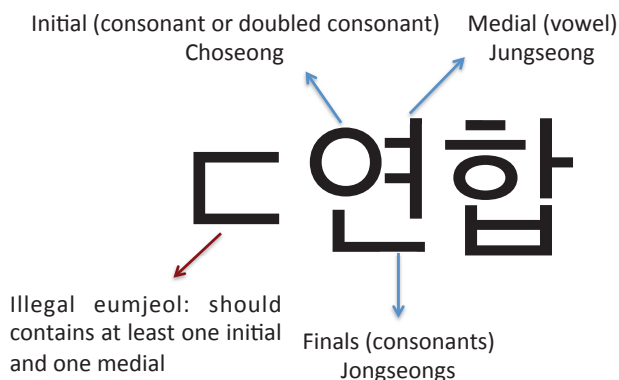 Initial (consonant or doubled consonant)
Choseong
Medial (vowel)
Jungseong
ㄷ연합
Illegal eumjeol: should
contains at least one initial
and one medial
Finals (consonants)
Jongseongs